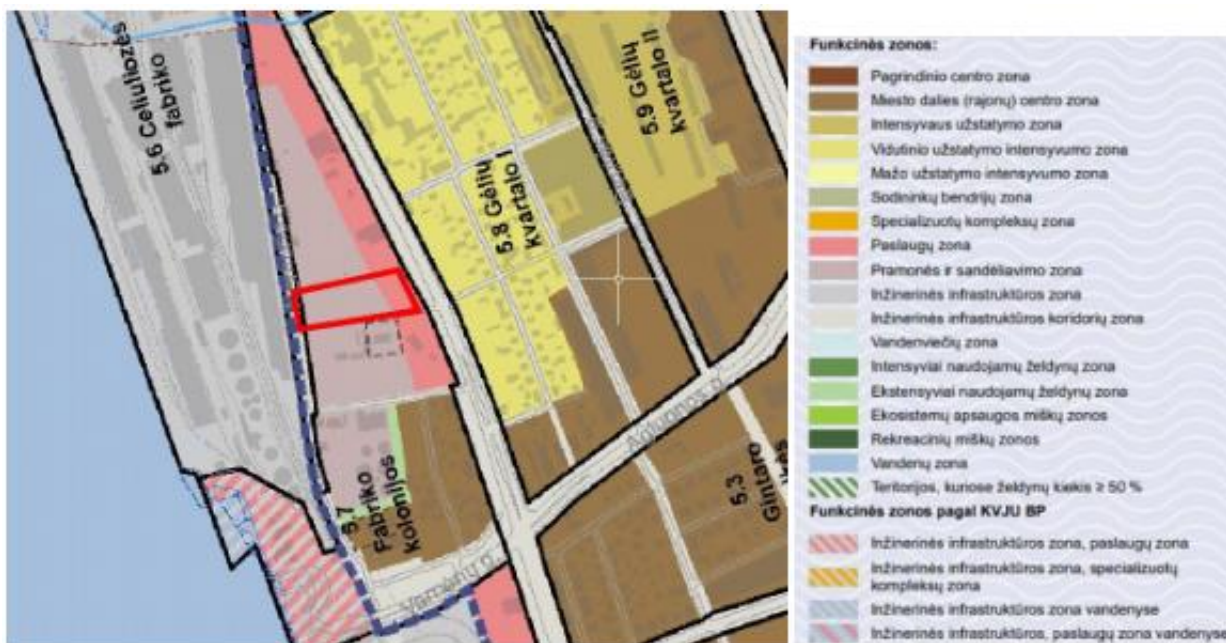 5.6 Celiuliozės
fabriko
5.9 Gėlių
kvartalo II
5.8 Gėlių
kvartalo I
5.7
Fabriko
kolonijos
5.3
Gintaro
Funkcinės zonos:
Pagrindinio centro zona
Miesto dalies (rajonų) centro zona
Intensyvaus užstatymo zona
Vidutinio užstatymo intensyvumo zona
Mažo užstatymo intensyvumo zona
Sodininkų bendrijų zona
Specializuotų kompleksų zona
Paslaugų zona
Pramonės ir sandėliavimo zona
Inžinerinės infrastruktūros zona
Inžinerinės infrastruktūros koridorių zona
Vandenviečių zona
Intensyviai naudojamų želdynų zona
Ekstensyviai naudojamų želdynų zona
Ekosistemų apsaugos miškų zonos
Rekreacinių miškų zonos
Vandenų zona
Teritorijos, kuriose želdynų kiekis ≥ 50 %
Funkcinės zonos pagal KVJU BP
Inžinerinės infrastruktūros zona, paslaugų zona
Inžinerinės infrastruktūros zona, specializuotų
kompleksų zona
Inžinerinės infrastruktūros zona vandenyse
Inžinerinės infrastruktūros, paslaugų zona vandenyse